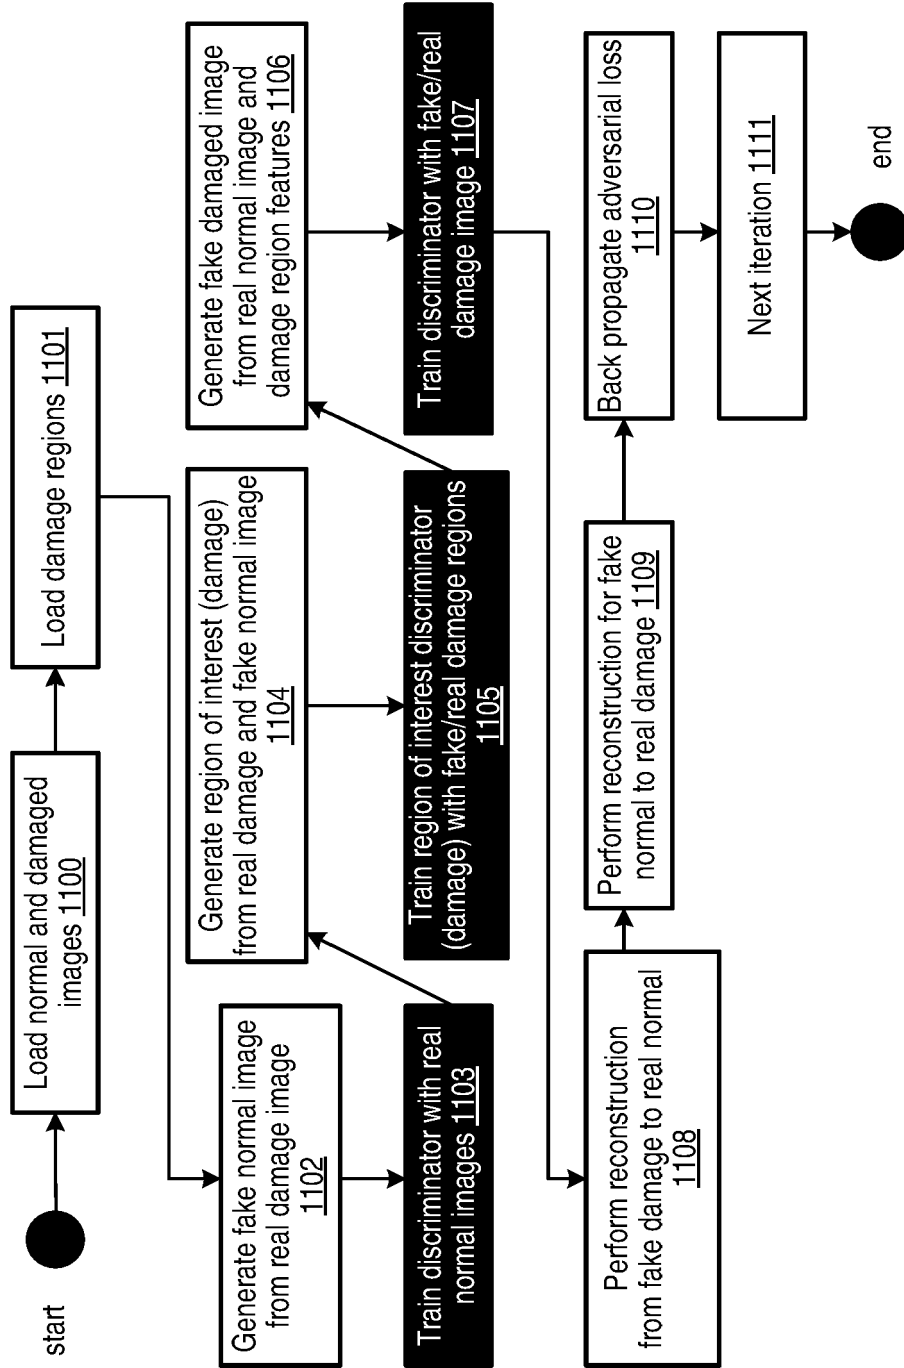 start
Load normal and damaged
images 1100
Load damage regions 1101
Generate fake normal image
from real damage image
1102
Train discriminator with real
normal images 1103
Generate region of interest (damage)
from real damage and fake normal image
1104
Train region of interest discriminator
(damage) with fake/real damage regions
1105
Generate fake damaged image
from real normal image and
damage region features 1106
Train discriminator with fake/real
damage image 1107
Perform reconstruction
from fake damage to real normal
1108
Perform reconstruction for fake
normal to real damage 1109
Back propagate adversarial loss
1110
Next iteration 1111
end